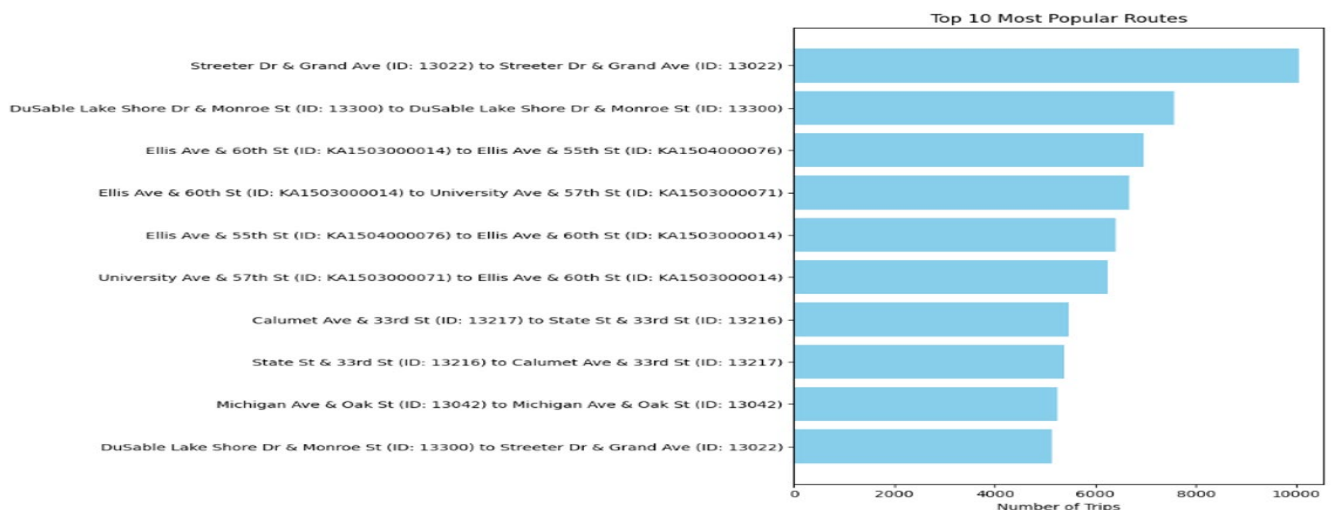 Top 10 Most Popular Routes
Streeter Dr & Grand Ave (ID: 13022) to Streeter Dr & Grand Ave (ID: 13022)
DuSable Lake Shore Dr & Monroe St (ID: 13300) to DuSable Lake Shore Dr & Monroe St (ID: 13300)
Ellis Ave & 60th St (ID: KA1503000014) to Ellis Ave & 55th St (ID: KA1504000076)
Ellis Ave & 60th St (ID: KA1503000014) to University Ave & 57th St (ID: KA1503000071)
Ellis Ave & 55th St (ID: KA1504000076) to Ellis Ave & 60th St (ID: KA1503000014)
University Ave & 57th St (ID: KA1503000071) to Ellis Ave & 60th St (ID: KA1503000014)
Calumet Ave & 33rd St (ID: 13217) to State St & 33rd St (ID: 13216)
State St & 33rd St (ID: 13216) to Calumet Ave & 33rd St (ID: 13217)
Michigan Ave & Oak St (ID: 13042) to Michigan Ave & Oak St (ID: 13042)
DuSable Lake Shore Dr & Monroe St (ID: 13300) to Streeter Dr & Grand Ave (ID: 13022)
0 2000 4000 6000 8000 10000
Number of Trips